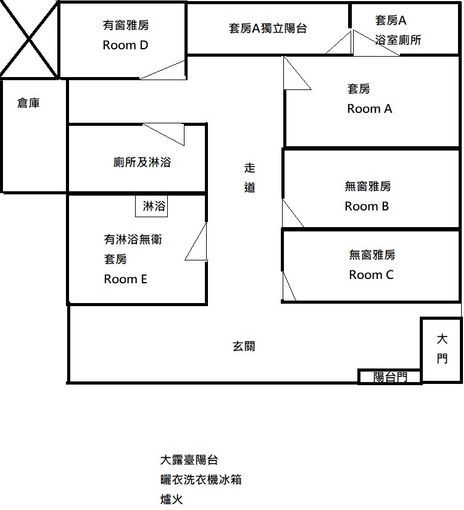 有窗雅房
Room D
套房A獨立陽台
套房A
浴室廁所
倉庫
套房
Room A
廁所及淋浴
走
道
無窗雅房
Room B
淋浴
有淋浴無衛
套房
Room E
無窗雅房
Room C
玄關
大
門
陽台門
大露臺陽台
曬衣洗衣機冰箱
爐火